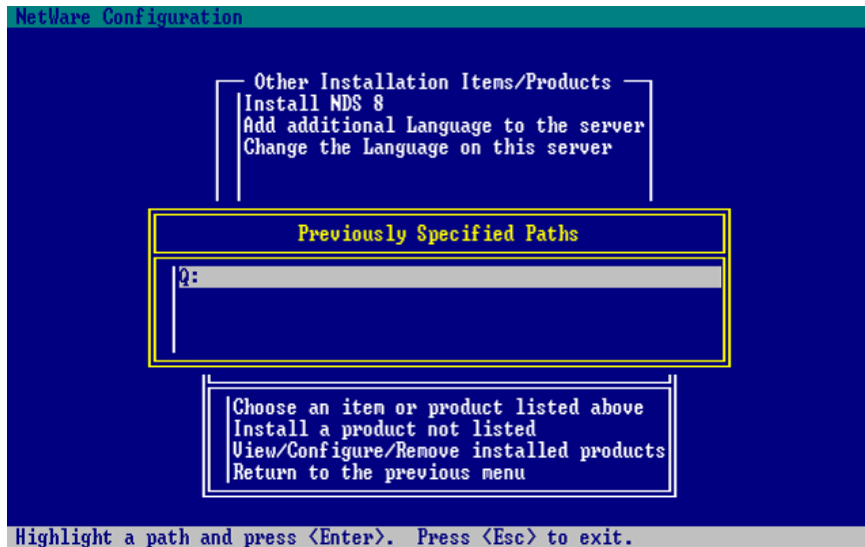 NetWare Configuration
Other Installation Items/Products
Install NDS 8
Add additional Language to the server
Change the Language on this server
Previously Specified Paths
Q:
Choose an item or product listed above
Install a product not listed
View/Configure/Remove installed products
Return to the previous menu
Highlight a path and press <Enter>.  Press <Esc> to exit.